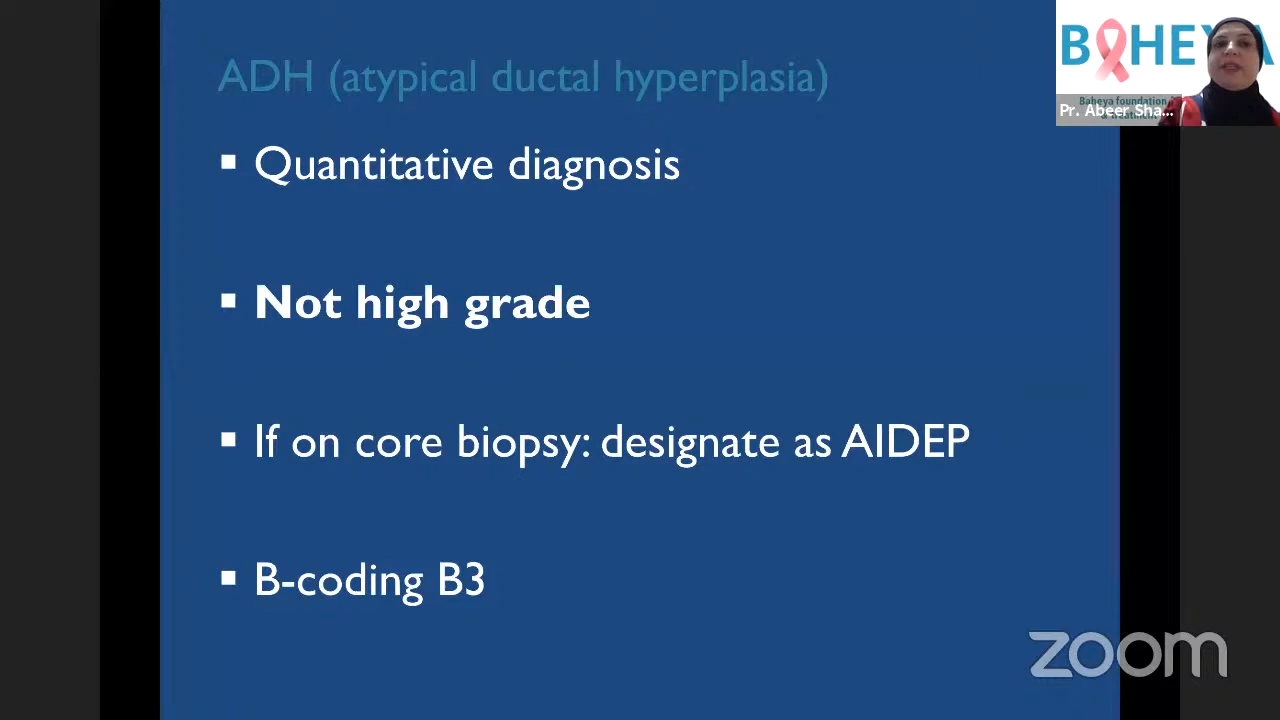 ADH (atypical ductal hyperplasia)
Quantitative diagnosis
Not high grade
If on core biopsy: designate as AIDEP
B-coding B3
BAHEYA
Baheya foundation
& Treatment
Pr. Abeer Sha...
zoom